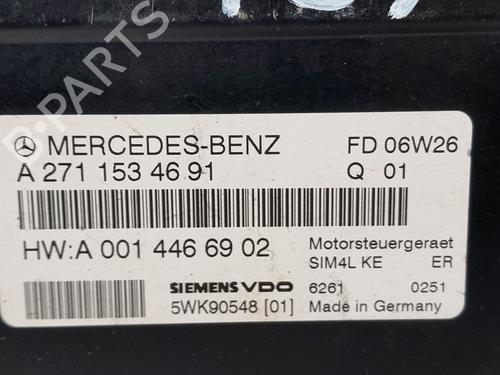 MERCEDES-BENZ FD 06W26
A 271 153 46 91 Q 01
HW:A 001 446 69 02 Motorsteuergeraet
SIM4L KE ER
SIEMENS VDO 6261 0251
5WK90548 [01] Made in Germany
B-PARTS